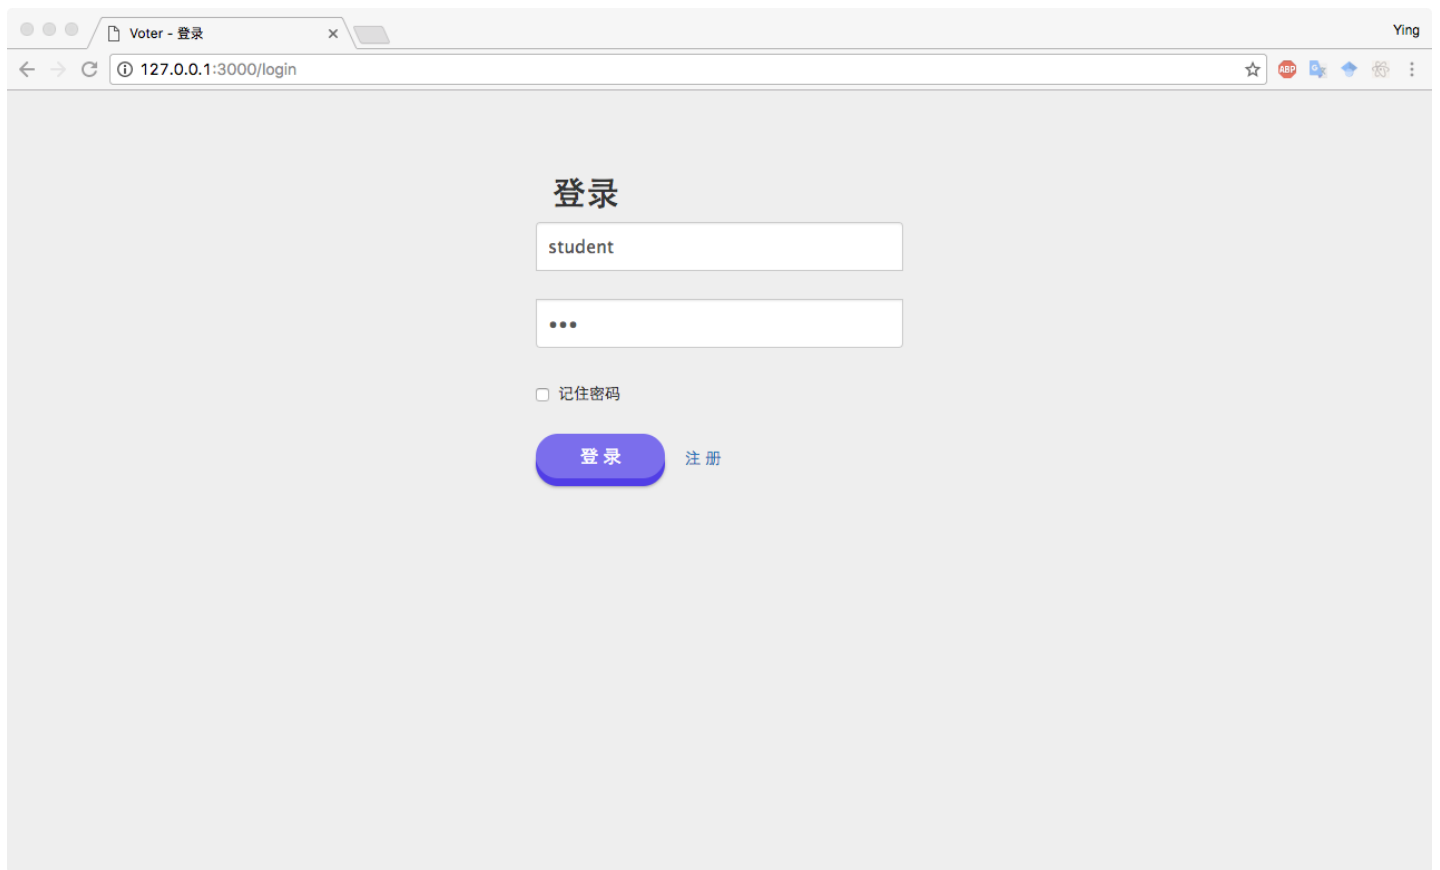 Voter - 登录
Ying
127.0.0.1:3000/login
ABP
登录
student
•••
记住密码
登 录
注 册